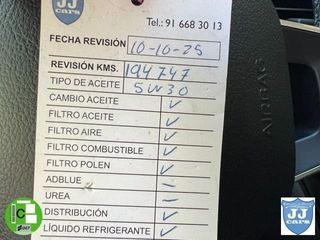 JJ
cars
Tel.: 91 668 30 13
FECHA REVISIÓN 10-10-25
REVISIÓN KMS. 194747
TIPO DE ACEITE 5W30
CAMBIO ACEITE ✓
FILTRO ACEITE ✓
FILTRO AIRE ✓
FILTRO COMBUSTIBLE ✓
FILTRO POLEN ✓
ADBLUE –
UREA –
DISTRIBUCIÓN ✓
LÍQUIDO REFRIGERANTE ✓
AIRBAG
C
JJ
cars